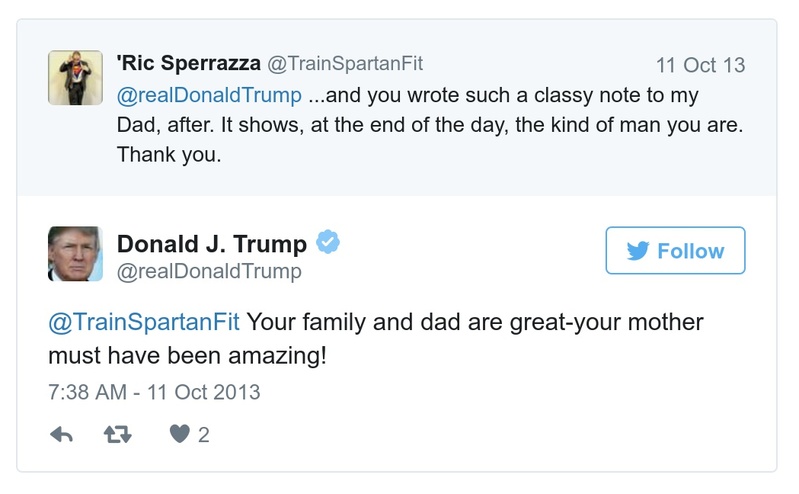 'Ric Sperrazza @TrainSpartanFit 11 Oct 13
@realDonaldTrump ...and you wrote such a classy note to my
Dad, after. It shows, at the end of the day, the kind of man you are.
Thank you.
Donald J. Trump
@realDonaldTrump
Follow
@TrainSpartanFit Your family and dad are great-your mother
must have been amazing!
7:38 AM - 11 Oct 2013
2